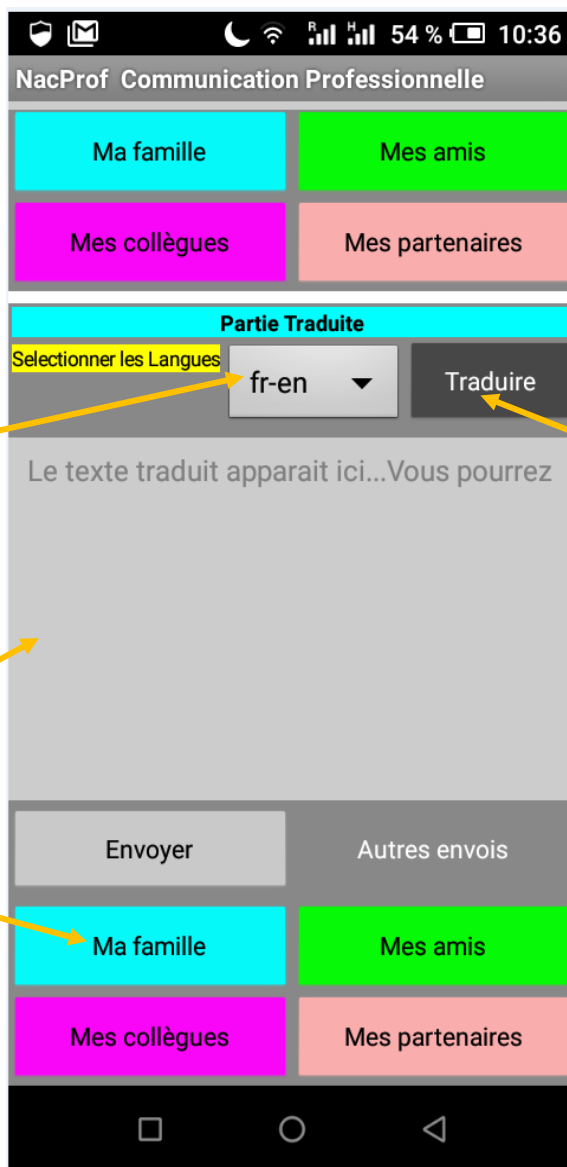 R H 54 % 10:36
NacProf Communication Professionnelle
Ma famille Mes amis
Mes collègues Mes partenaires
Partie Traduite
Selectionner les Langues fr-en Traduire
Le texte traduit apparait ici...Vous pourrez
Envoyer Autres envois
Ma famille Mes amis
Mes collègues Mes partenaires